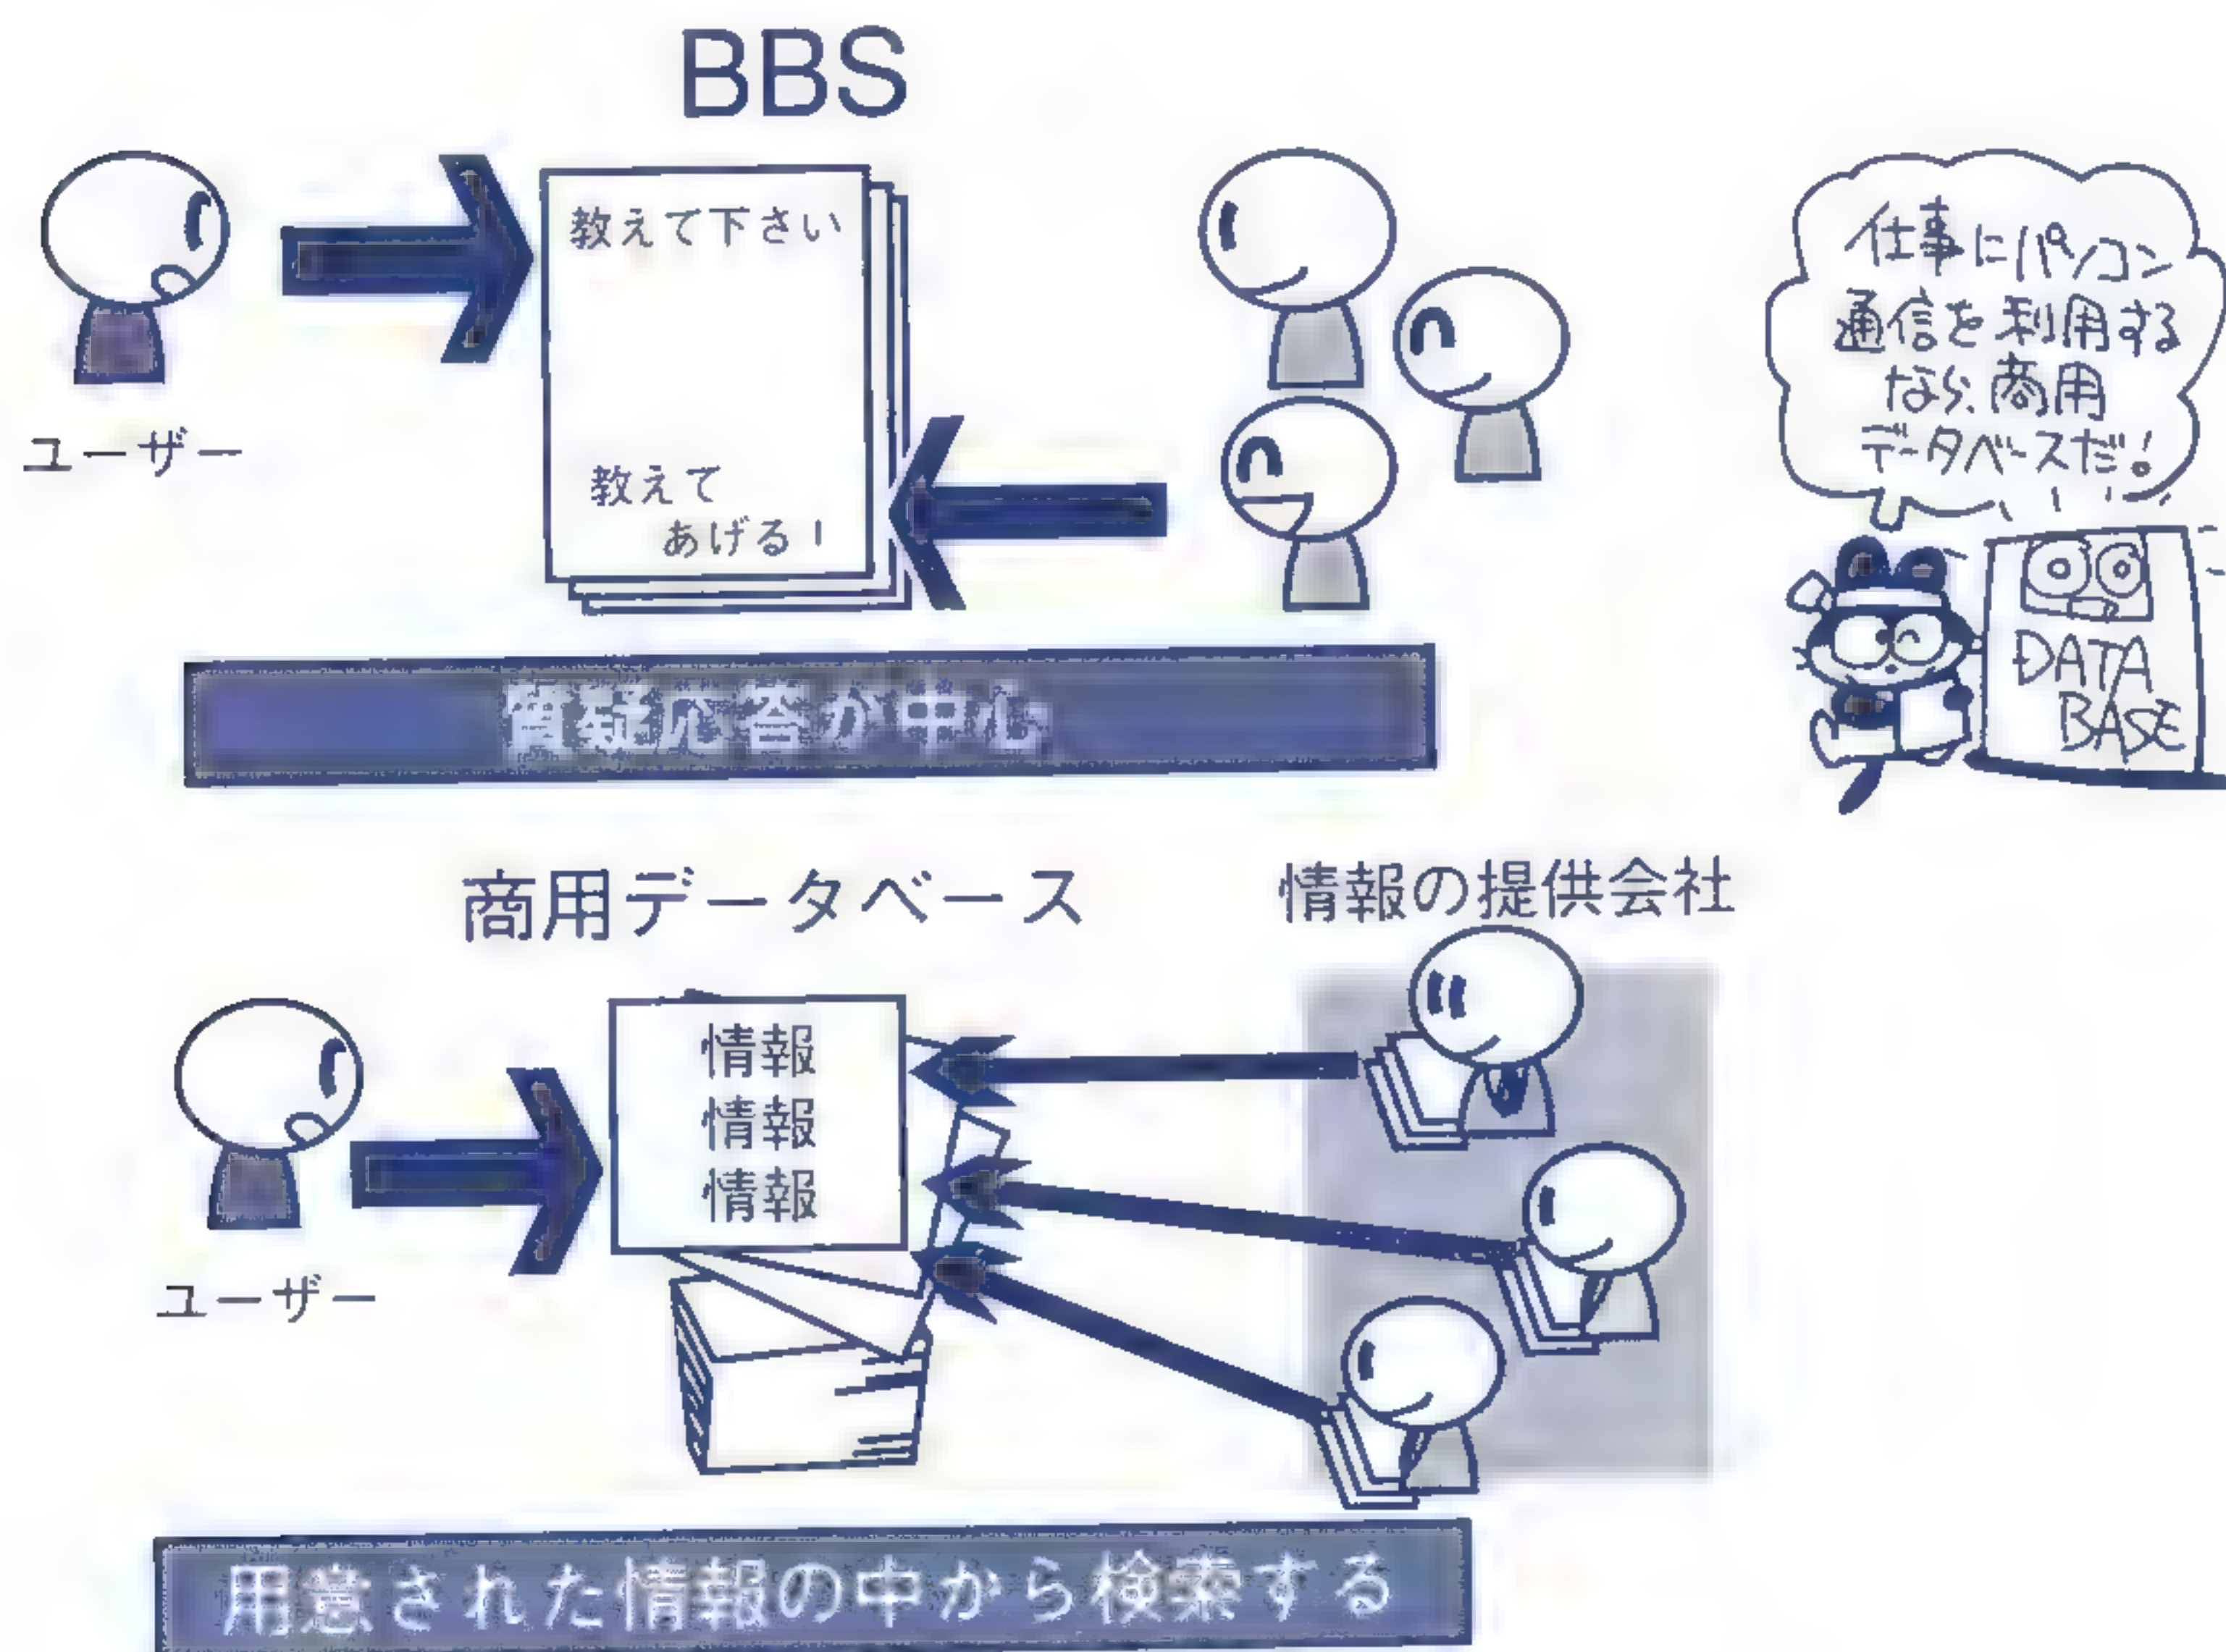 BBS
教えて下さい
教えて
あげる！
ユーザー
質疑応答が中心
仕事にパソコン
通信を利用する
なら、商用
データベースだ！
DATA
BASE
商用データベース
情報の提供会社
情報
情報
情報
ユーザー
用意された情報の中から検索する